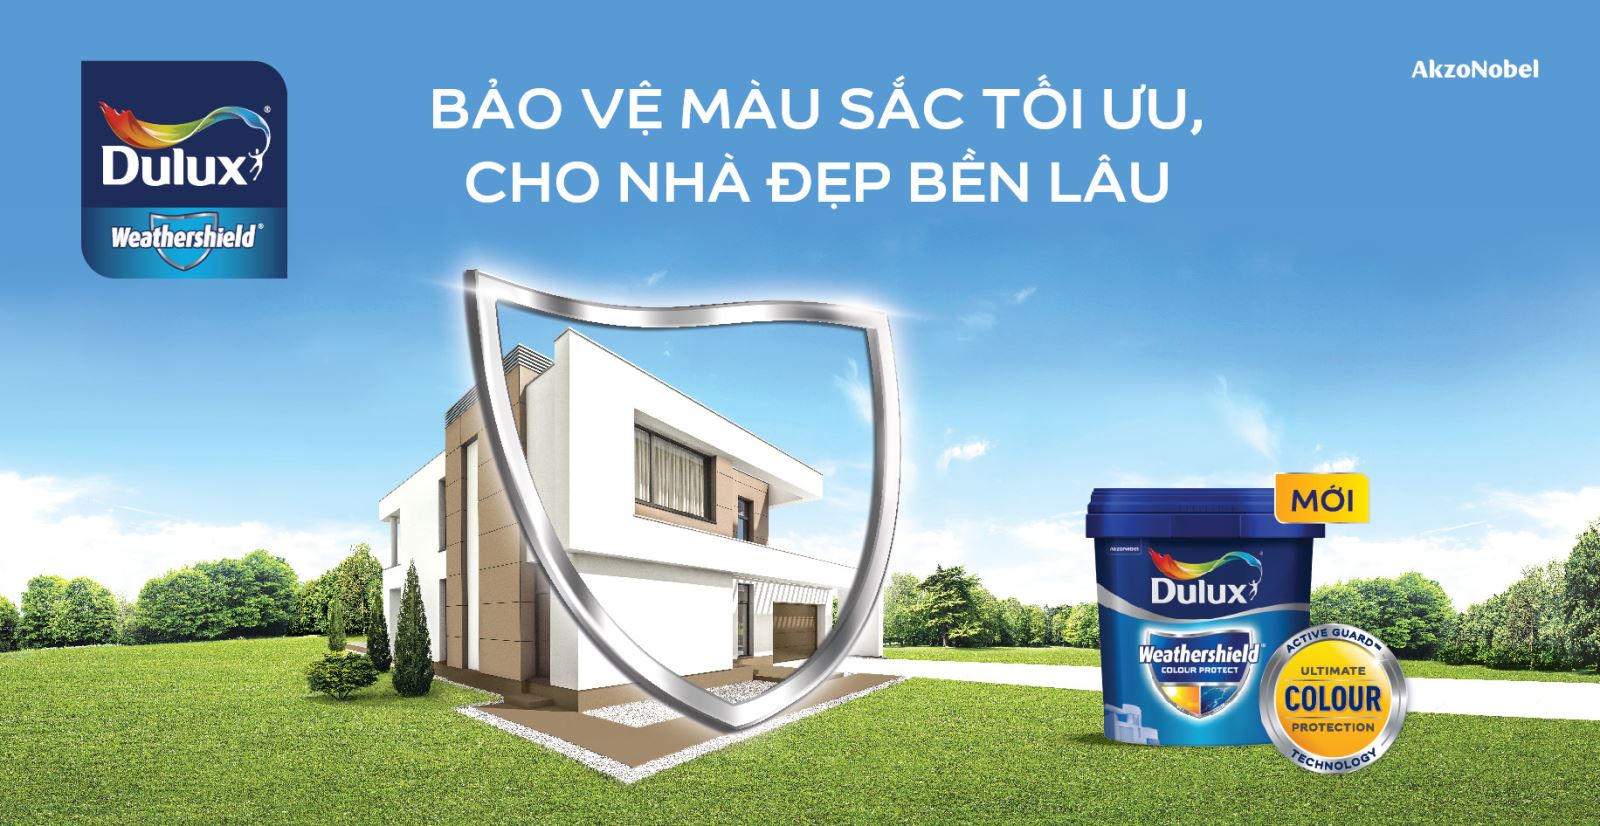 Dulux
Weathershield
BẢO VỆ MÀU SẮC TỐI ƯU,
CHO NHÀ ĐẸP BỀN LÂU
AkzoNobel
MỚI
AkzoNobel
Dulux
Weathershield
COLOUR PROTECT
ACTIVE GUARD™
ULTIMATE
COLOUR
PROTECTION
TECHNOLOGY